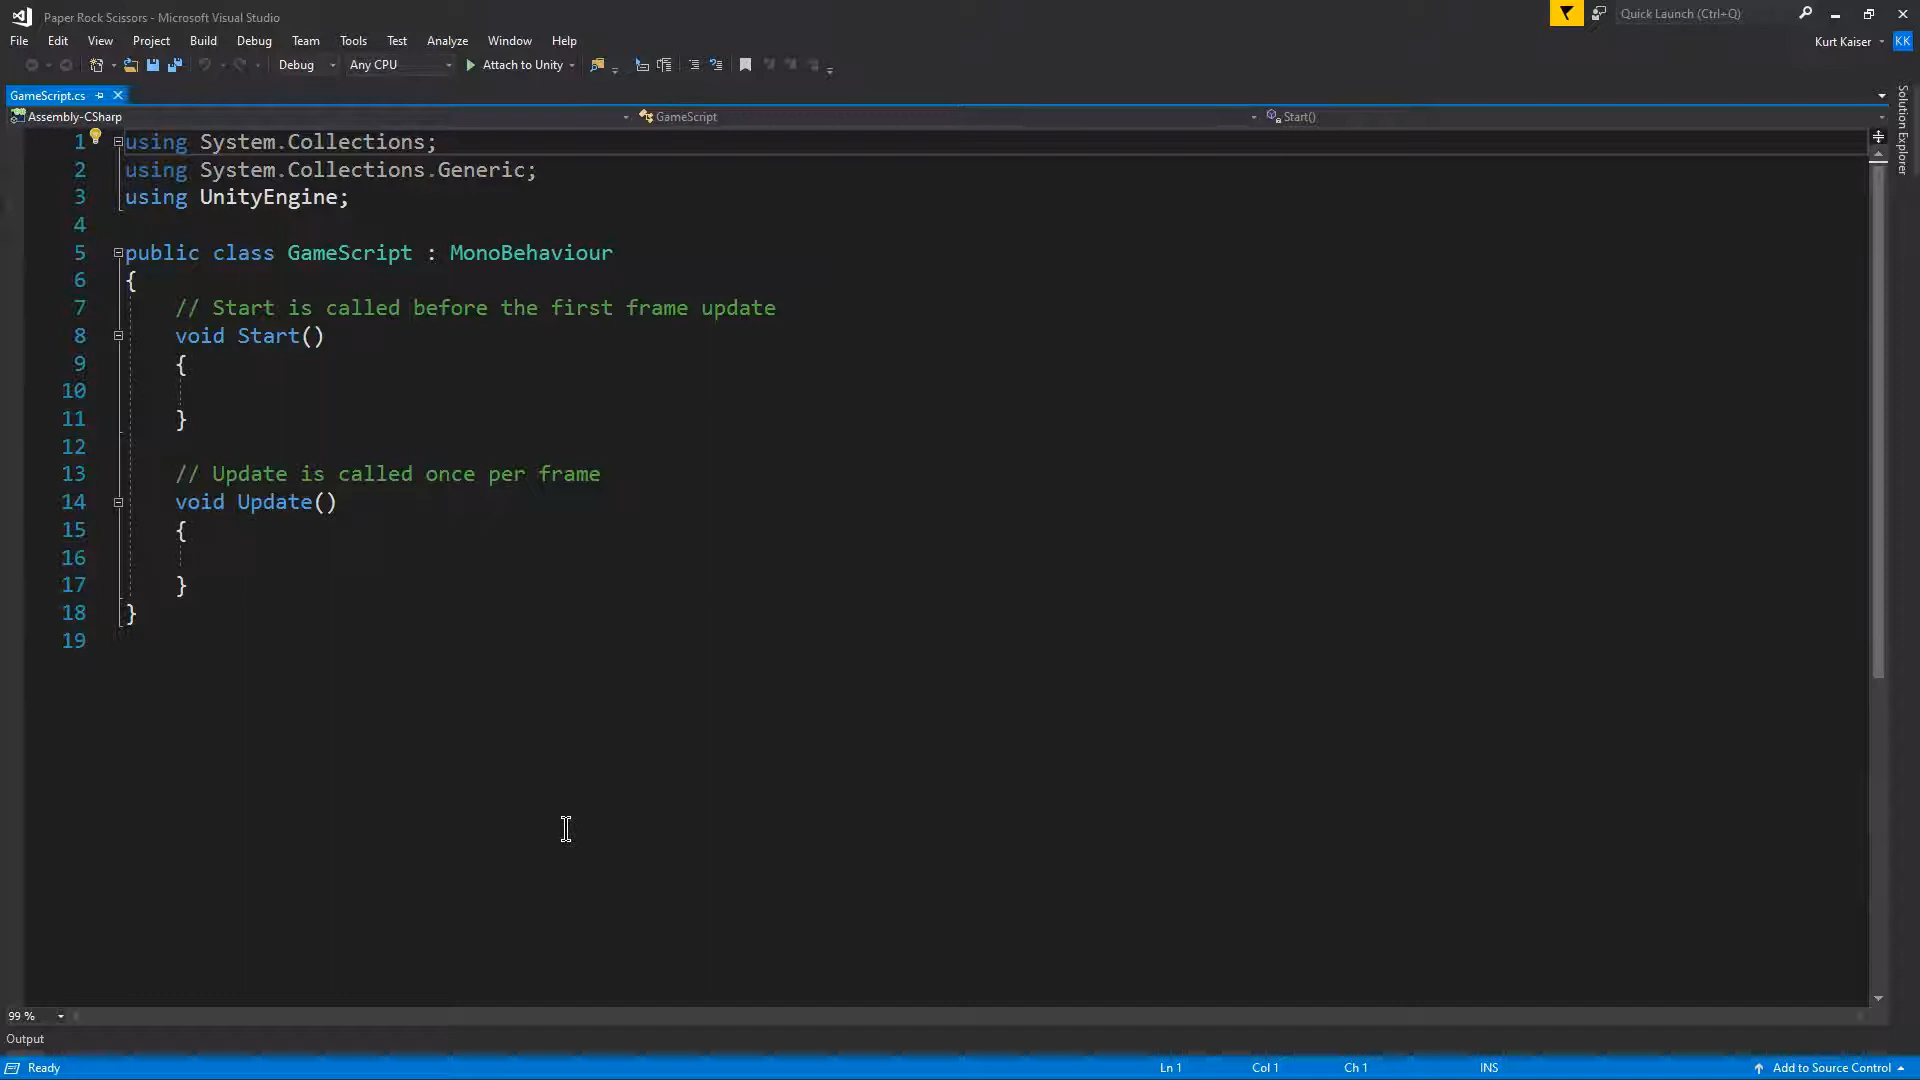 Paper Rock Scissors - Microsoft Visual Studio
Quick Launch (Ctrl+Q)
File Edit View Project Build Debug Team Tools Test Analyze Window Help
Kurt Kaiser KK
Debug Any CPU Attach to Unity
GameScript.cs
Solution Explorer
Assembly-CSharp GameScript Start()
1 using System.Collections;
2 using System.Collections.Generic;
3 using UnityEngine;
4
5 public class GameScript : MonoBehaviour
6 {
7 // Start is called before the first frame update
8 void Start()
9 {
10
11 }
12
13 // Update is called once per frame
14 void Update()
15 {
16
17 }
18 }
19
99 %
Output
Ready Ln 1 Col 1 Ch 1 INS Add to Source Control